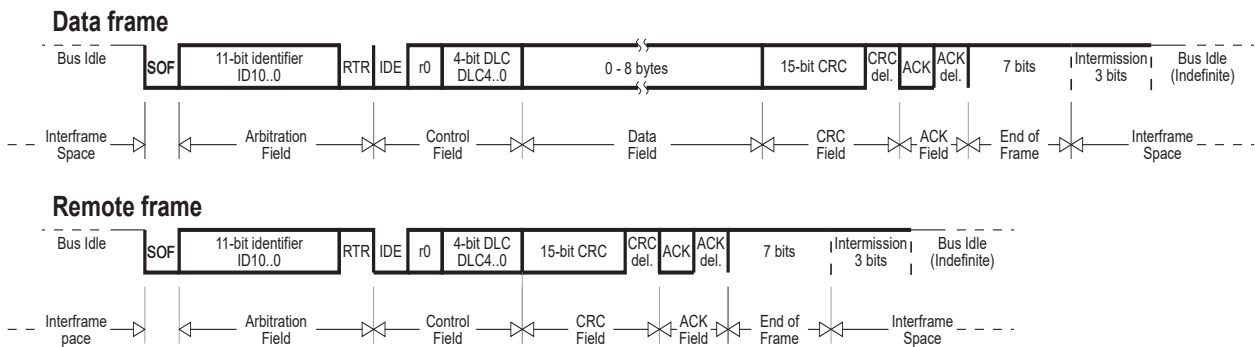 Data frame
Bus Idle SOF 11-bit identifier RTR IDE r0 4-bit DLC 0 - 8 bytes 15-bit CRC CRC ACK ACK 7 bits Intermission Bus Idle
ID10..0 DLC4..0 del. del. 3 bits (Indefinite)
Interframe Arbitration Control Data CRC ACK End of Interframe
Space Field Field Field Field Field Frame Space
Remote frame
Bus Idle SOF 11-bit identifier RTR IDE r0 4-bit DLC 15-bit CRC CRC ACK ACK 7 bits Intermission Bus Idle
ID10..0 DLC4..0 del. del. 3 bits (Indefinite)
Interframe Arbitration Control CRC ACK End of Interframe
pace Field Field Field Field Frame Space